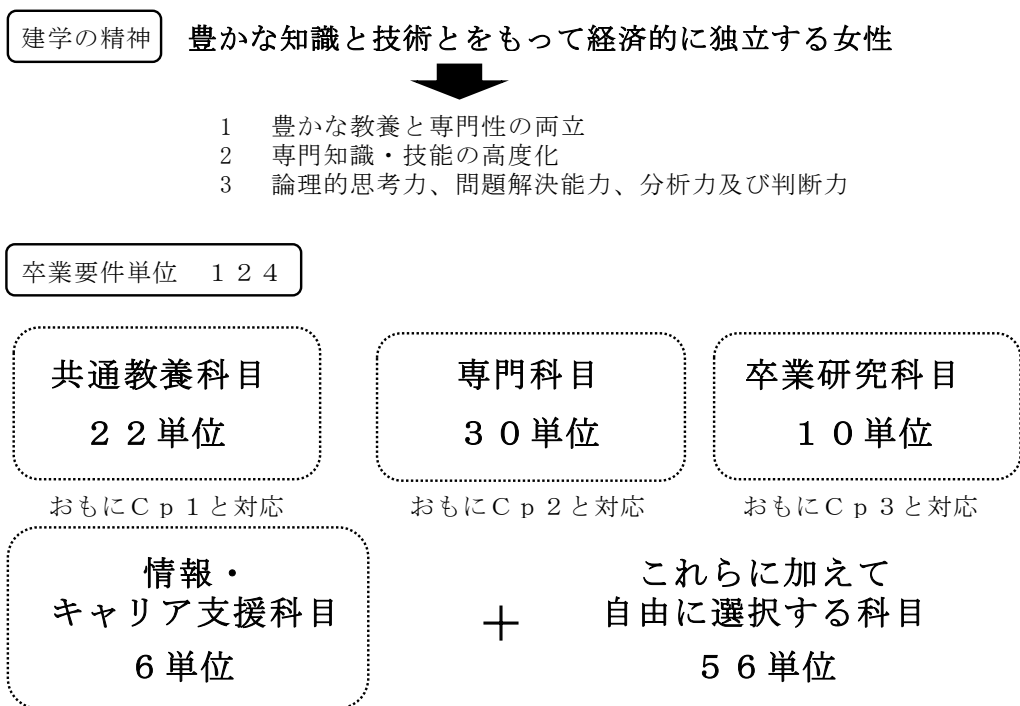 建学の精神 豊かな知識と技術とをもって経済的に独立する女性
1 豊かな教養と専門性の両立
2 専門知識・技能の高度化
3 論理的思考力、問題解決能力、分析力及び判断力
卒業要件単位 124
共通教養科目
22単位
おもにCp1と対応
専門科目
30単位
おもにCp2と対応
卒業研究科目
10単位
おもにCp3と対応
情報・
キャリア支援科目
6単位
+
これらに加えて
自由に選択する科目
56単位